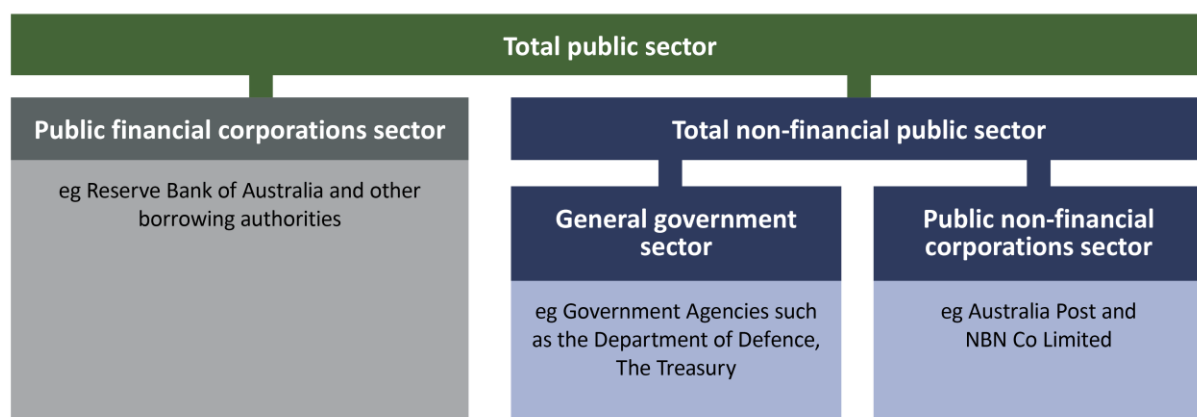 Total public sector
Public financial corporations sector
eg Reserve Bank of Australia and other
borrowing authorities
Total non-financial public sector
General government
sector
eg Government Agencies such
as the Department of Defence,
The Treasury
Public non-financial
corporations sector
eg Australia Post and
NBN Co Limited